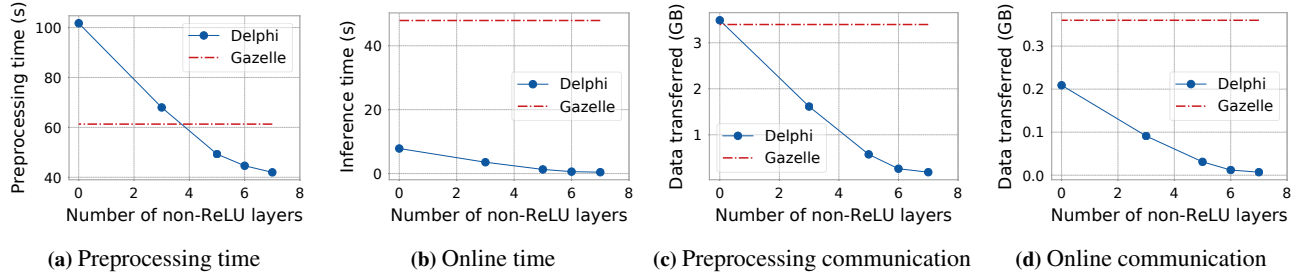 Preprocessing time (s)
100
80
60
40
Delphi
Gazelle
0 2 4 6 8
Number of non-ReLU layers
(a) Preprocessing time
Inference time (s)
40
20
0
Delphi
Gazelle
0 2 4 6 8
Number of non-ReLU layers
(b) Online time
Data transferred (GB)
3
2
1
Delphi
Gazelle
0 2 4 6 8
Number of non-ReLU layers
(c) Preprocessing communication
Data transferred (GB)
0.3
0.2
0.1
0.0
Delphi
Gazelle
0 2 4 6 8
Number of non-ReLU layers
(d) Online communication